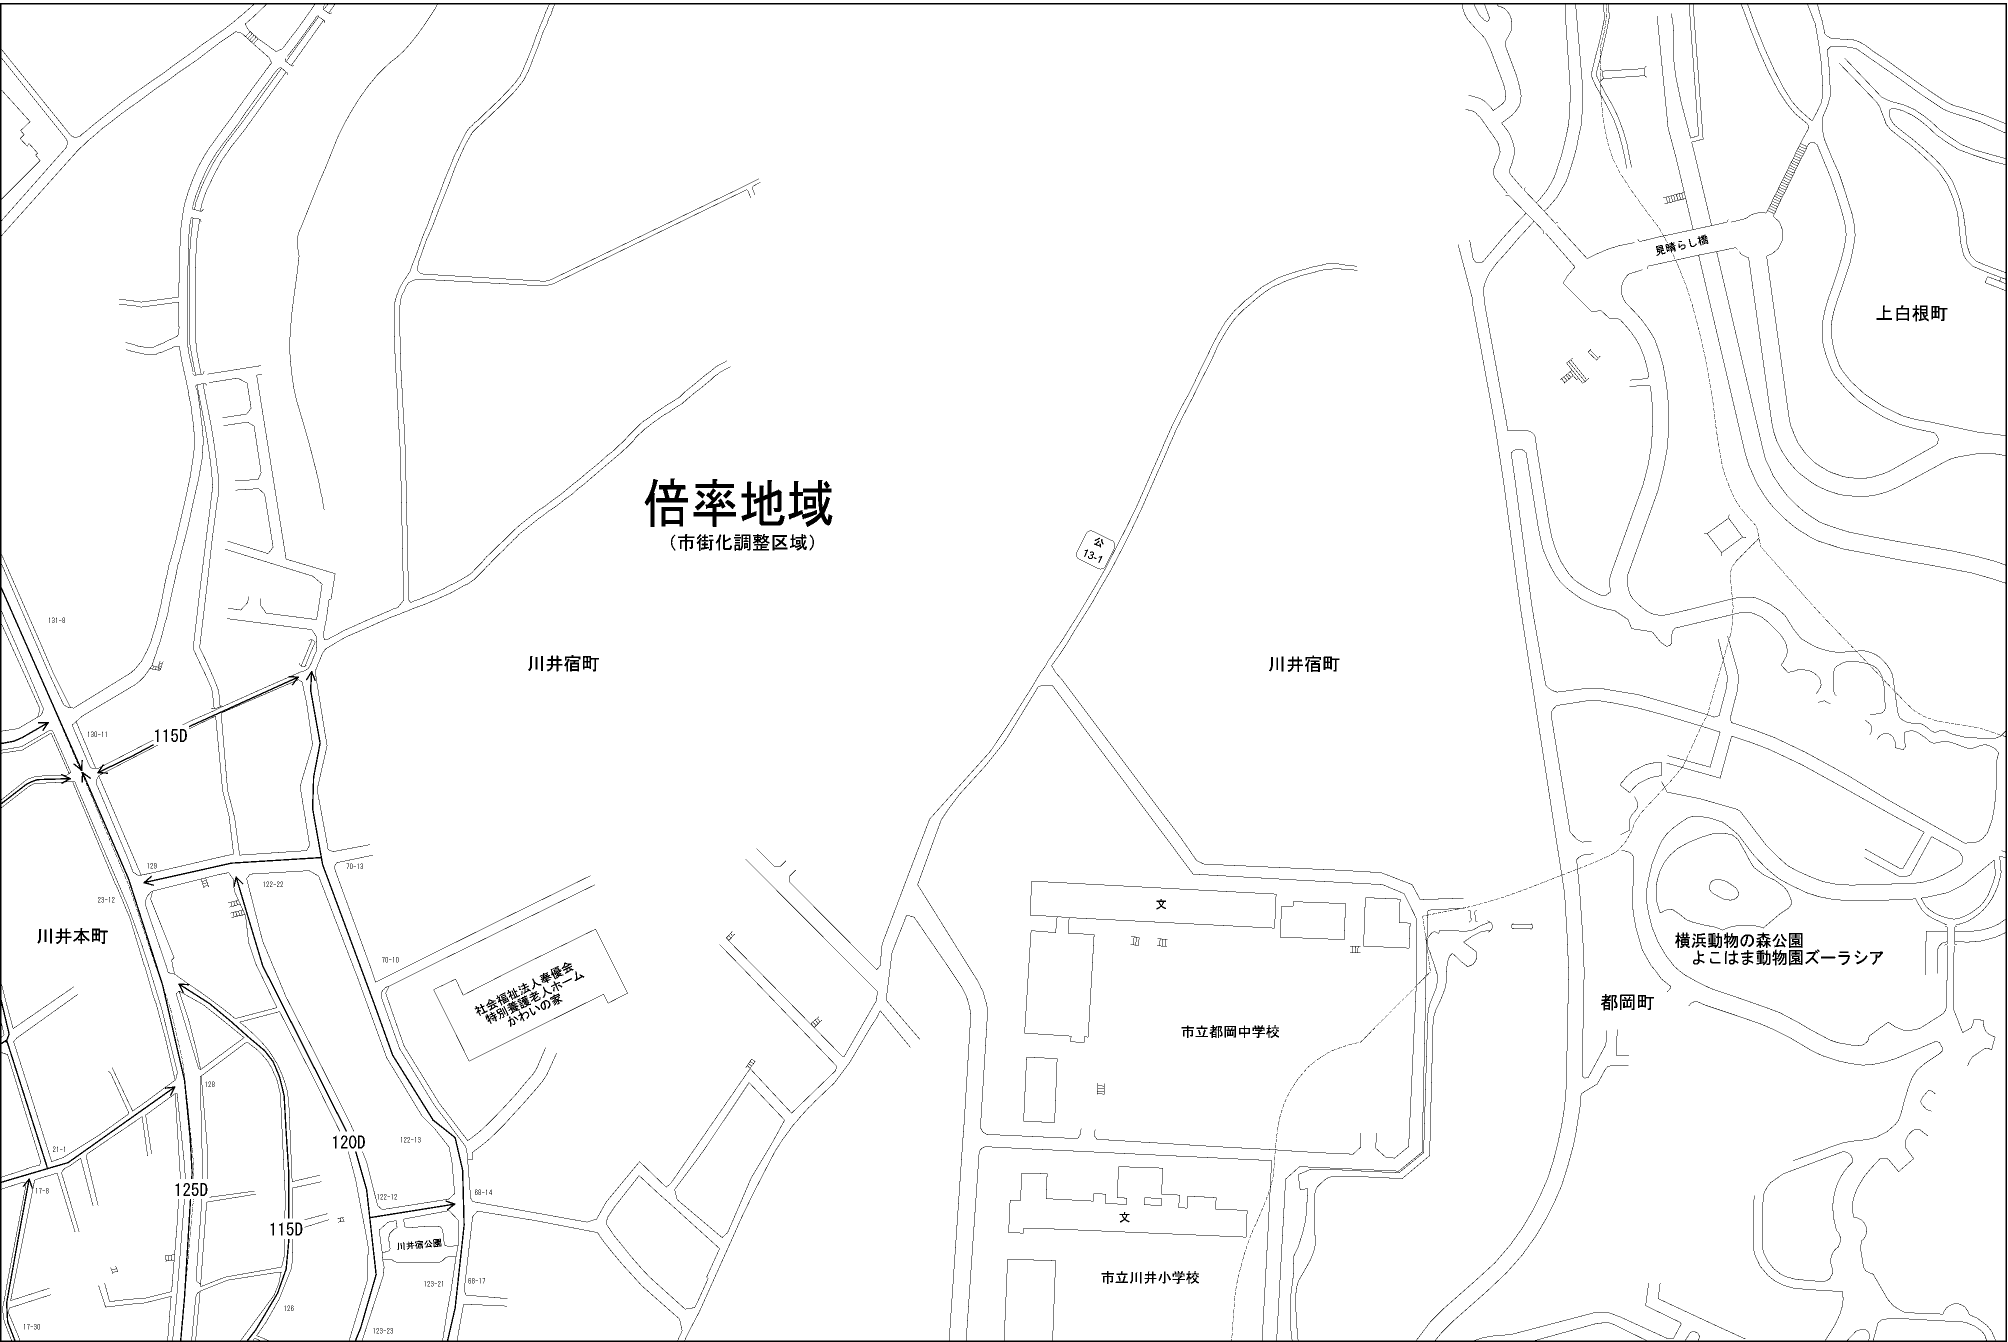 見晴らし橋
上白根町
倍率地域
（市街化調整区域）
公
13-1
131-9
川井宿町
川井宿町
130-11
115D
129
70-13
122-22
23-12
文
川井本町
横浜動物の森公園
よこはま動物園ズーラシア
70-10
社会福祉法人奉優会
特別養護老人ホーム
かわいの家
都岡町
市立都岡中学校
128
122-13
120D
21-1
17-8
125D
122-12
68-14
115D
文
川井宿公園
市立川井小学校
123-21
68-17
126
17-30
123-23